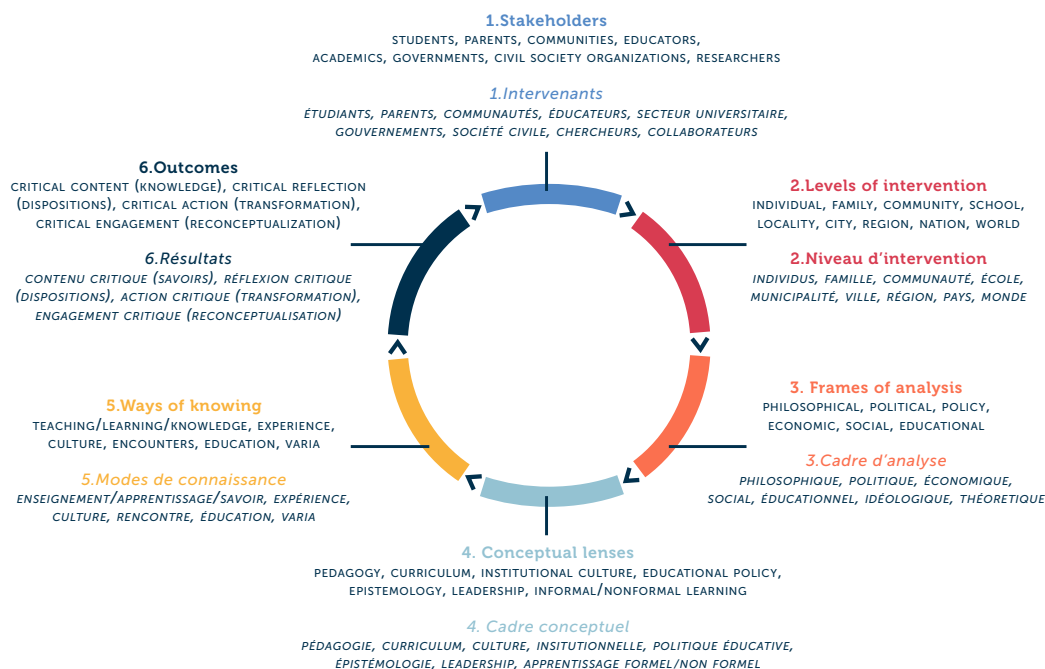 1.Stakeholders
STUDENTS, PARENTS, COMMUNITIES, EDUCATORS,
ACADEMICS, GOVERNMENTS, CIVIL SOCIETY ORGANIZATIONS, RESEARCHERS
1.Intervenants
ÉTUDIANTS, PARENTS, COMMUNAUTÉS, ÉDUCATEURS, SECTEUR UNIVERSITAIRE,
GOUVERNEMENTS, SOCIÉTÉ CIVILE, CHERCHEURS, COLLABORATEURS
2.Levels of intervention
INDIVIDUAL, FAMILY, COMMUNITY, SCHOOL,
LOCALITY, CITY, REGION, NATION, WORLD
2.Niveau d'intervention
INDIVIDUS, FAMILLE, COMMUNAUTÉ, ÉCOLE,
MUNICIPALITÉ, VILLE, RÉGION, PAYS, MONDE
3. Frames of analysis
PHILOSOPHICAL, POLITICAL, POLICY,
ECONOMIC, SOCIAL, EDUCATIONAL
3.Cadre d'analyse
PHILOSOPHIQUE, POLITIQUE, ÉCONOMIQUE,
SOCIAL, ÉDUCATIONNEL, IDÉOLOGIQUE, THÉORETIQUE
4. Conceptual lenses
PEDAGOGY, CURRICULUM, INSTITUTIONAL CULTURE, EDUCATIONAL POLICY,
EPISTEMOLOGY, LEADERSHIP, INFORMAL/NONFORMAL LEARNING
4. Cadre conceptuel
PÉDAGOGIE, CURRICULUM, CULTURE, INSITUTIONNELLE, POLITIQUE ÉDUCATIVE,
ÉPISTÉMOLOGIE, LEADERSHIP, APPRENTISSAGE FORMEL/NON FORMEL
5.Ways of knowing
TEACHING/LEARNING/KNOWLEDGE, EXPERIENCE,
CULTURE, ENCOUNTERS, EDUCATION, VARIA
5.Modes de connaissance
ENSEIGNEMENT/APPRENTISSAGE/SAVOIR, EXPÉRIENCE,
CULTURE, RENCONTRE, ÉDUCATION, VARIA
6.Outcomes
CRITICAL CONTENT (KNOWLEDGE), CRITICAL REFLECTION
(DISPOSITIONS), CRITICAL ACTION (TRANSFORMATION),
CRITICAL ENGAGEMENT (RECONCEPTUALIZATION)
6.Résultats
CONTENU CRITIQUE (SAVOIRS), RÉFLEXION CRITIQUE
(DISPOSITIONS), ACTION CRITIQUE (TRANSFORMATION),
ENGAGEMENT CRITIQUE (RECONCEPTUALISATION)